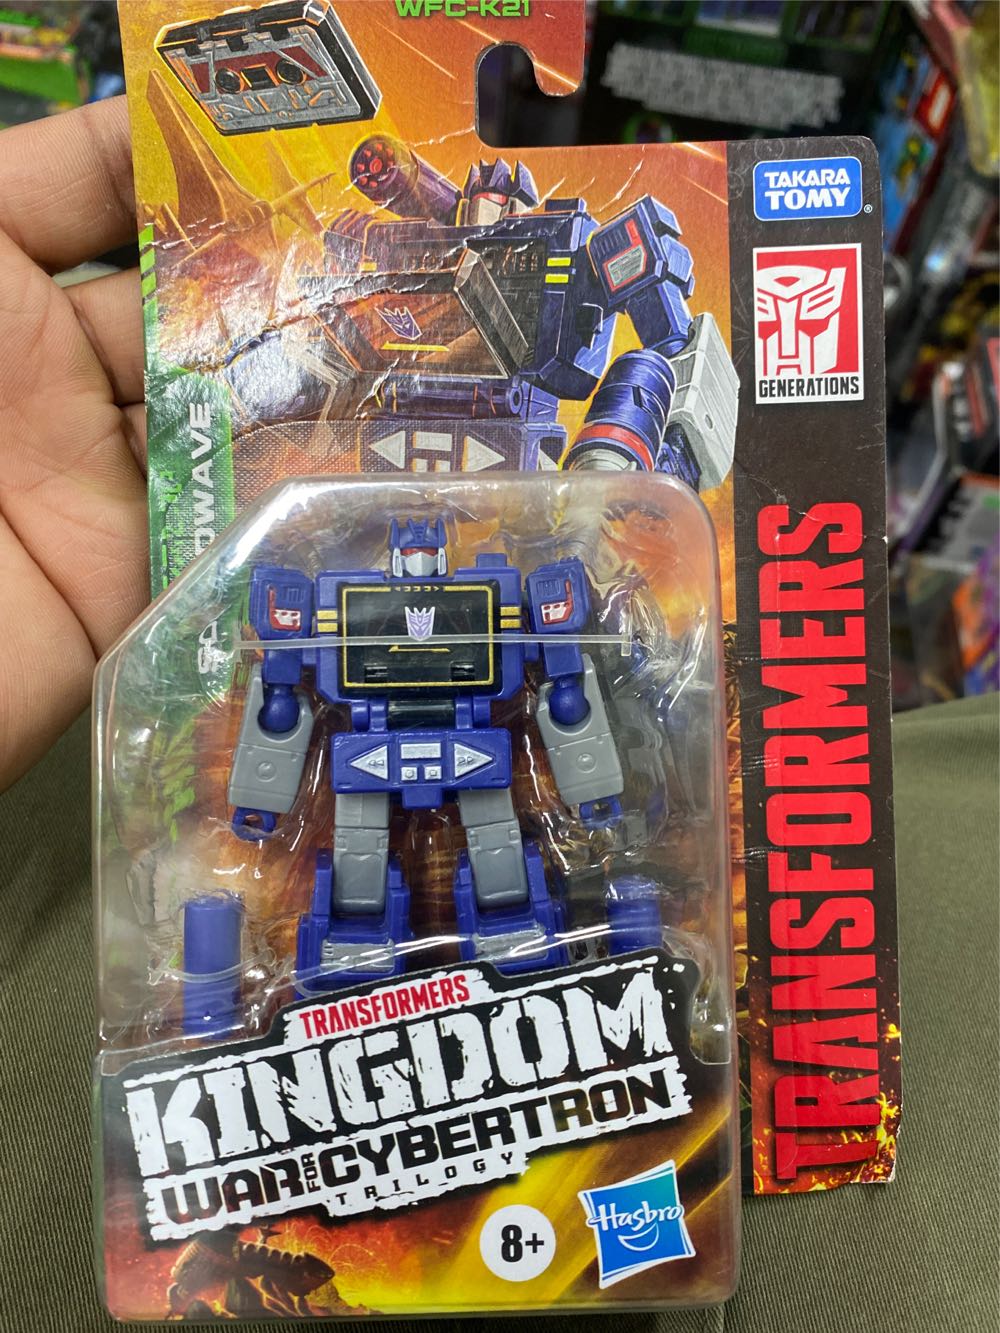 WFC-K21
TAKARA
TOMY®
GENERATIONS
TRANSFORMERS
TRANSFORMERS
KINGDOM
WAR FOR CYBERTRON
TRILOGY
8+
Hasbro